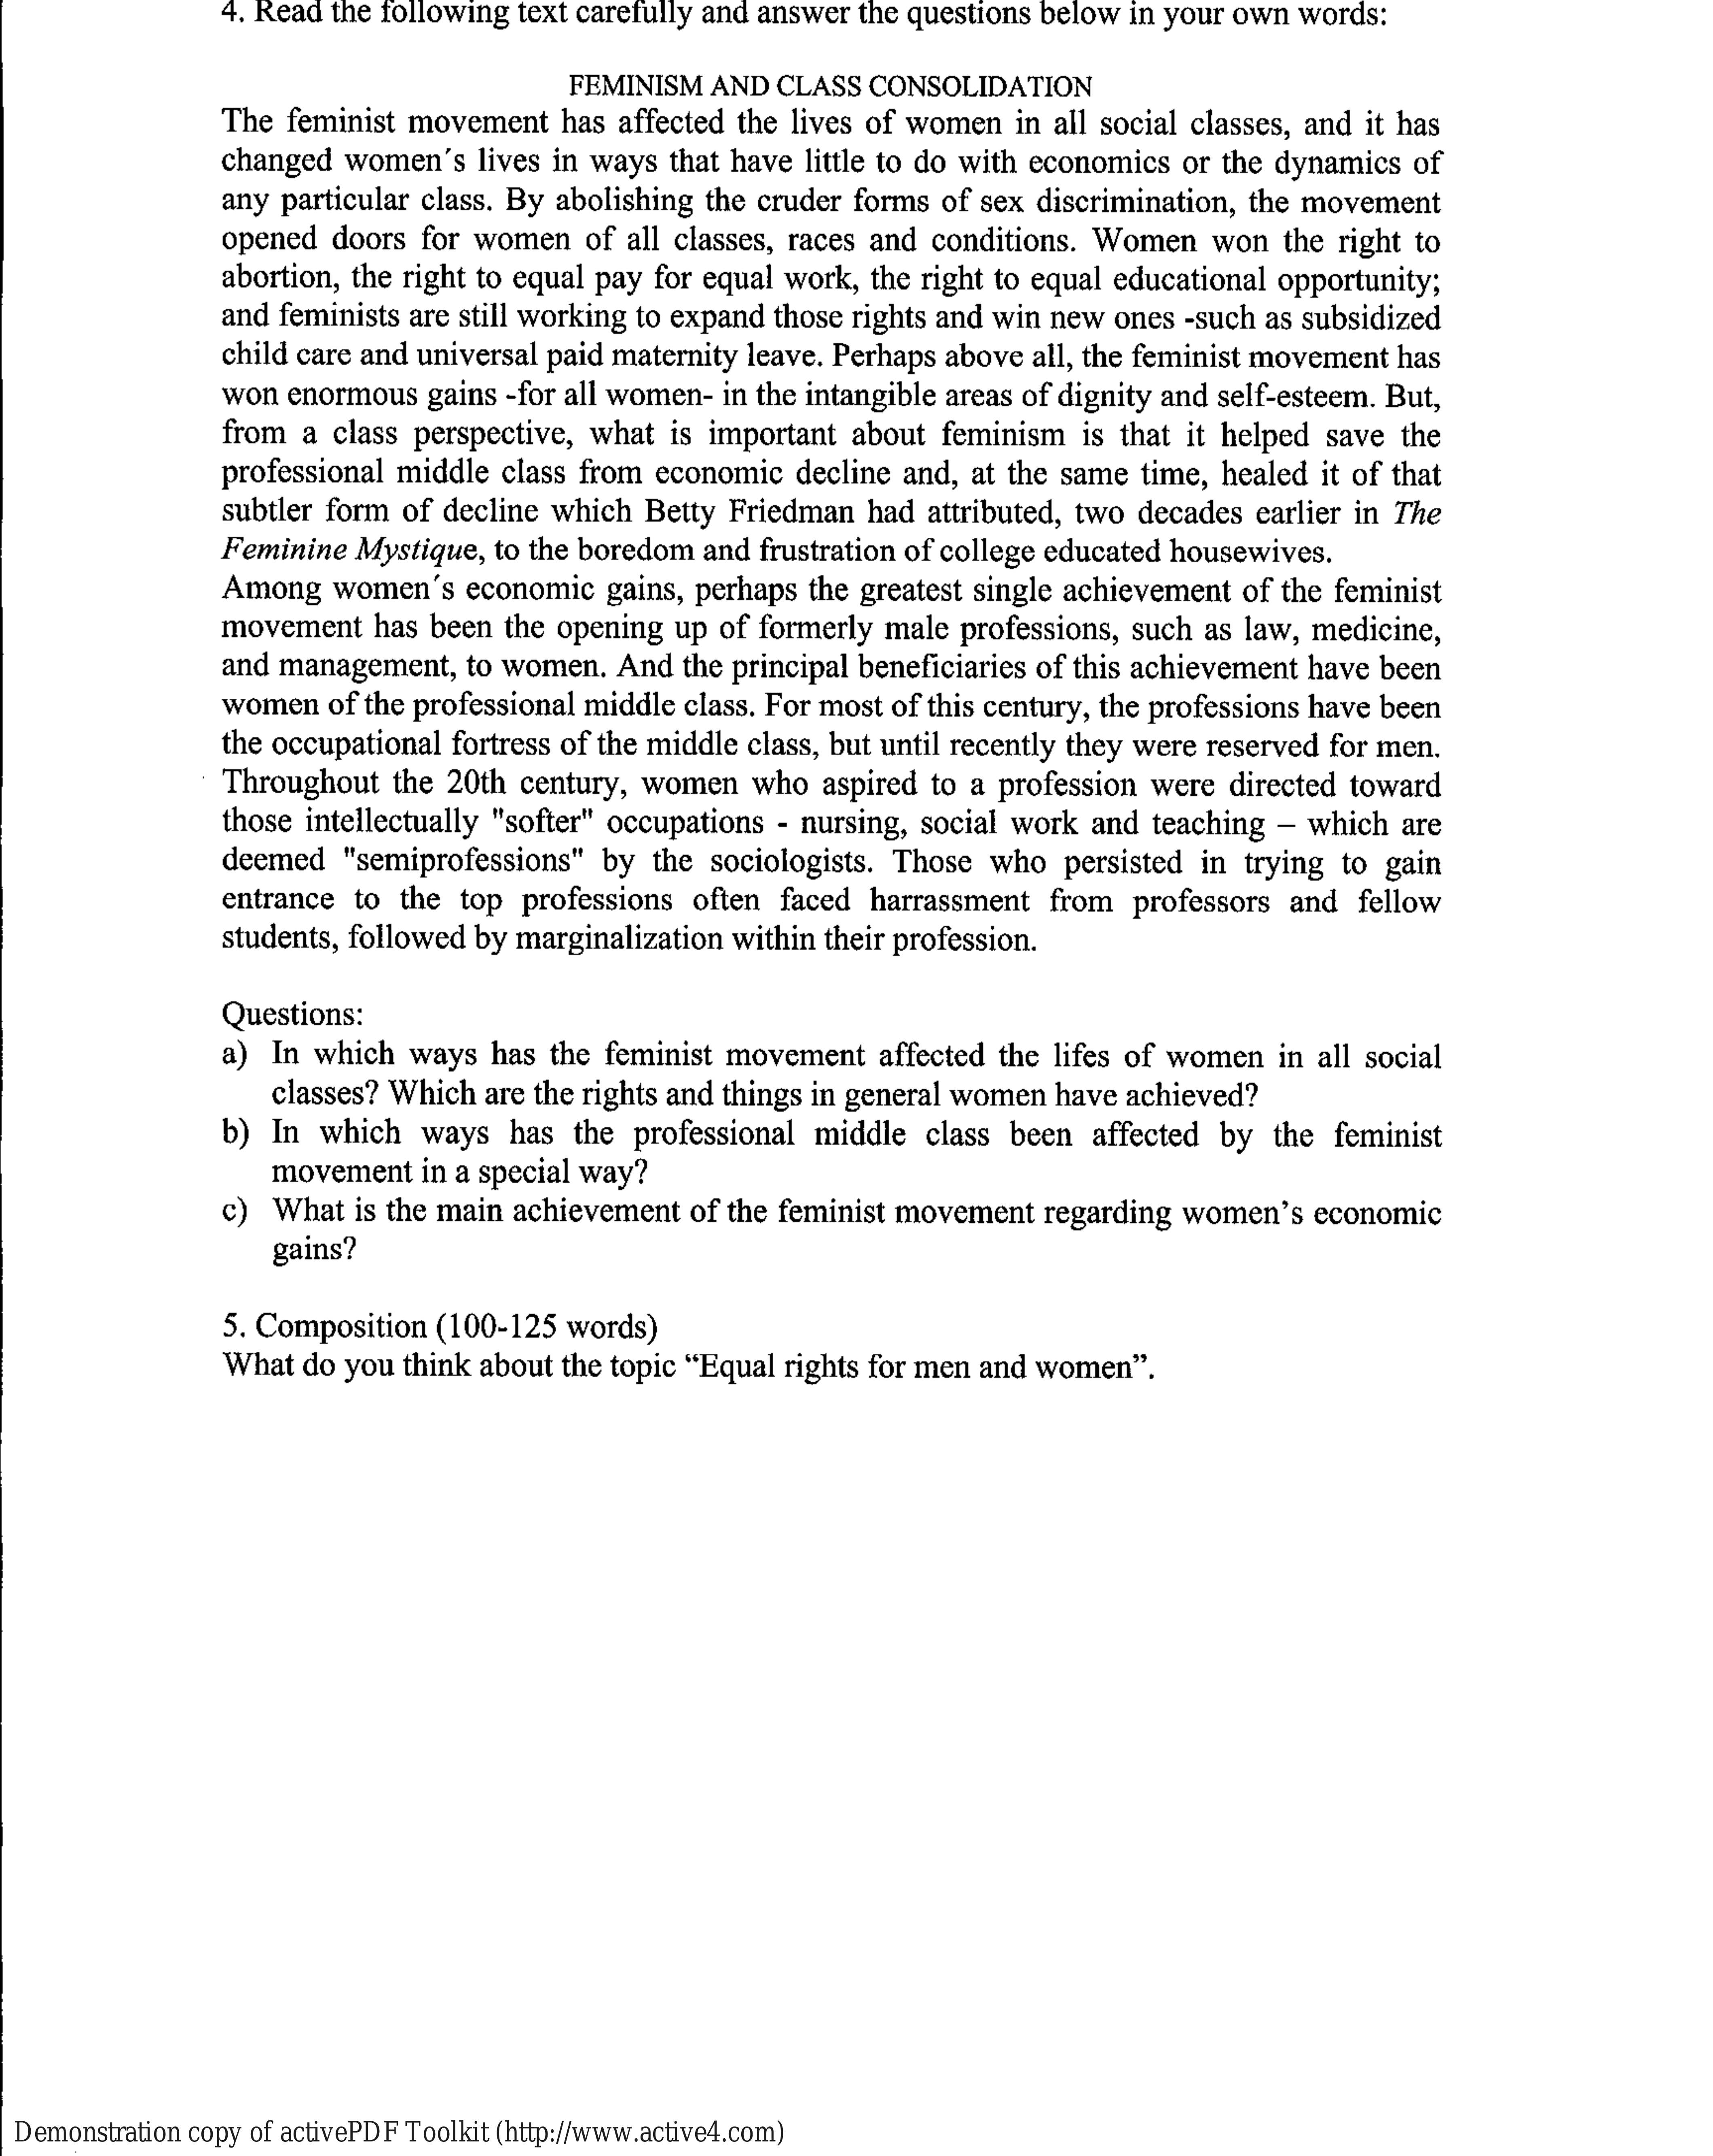 4. Read the following text carefully and answer the questions below in your own words:
FEMINISM AND CLASS CONSOLIDATION
The feminist movement has affected the lives of women in all social classes, and it has
changed women´s lives in ways that have little to do with economics or the dynamics of
any particular class. By abolishing the cruder forms of sex discrimination, the movement
opened doors for women of all classes, races and conditions. Women won the right to
abortion, the right to equal pay for equal work, the right to equal educational opportunity;
and feminists are still working to expand those rights and win new ones -such as subsidized
child care and universal paid maternity leave. Perhaps above all, the feminist movement has
won enormous gains -for all women- in the intangible areas of dignity and self-esteem. But,
from a class perspective, what is important about feminism is that it helped save the
professional middle class from economic decline and, at the same time, healed it of that
subtler form of decline which Betty Friedman had attributed, two decades earlier in The
Feminine Mystique, to the boredom and frustration of college educated housewives.
Among women´s economic gains, perhaps the greatest single achievement of the feminist
movement has been the opening up of formerly male professions, such as law, medicine,
and management, to women. And the principal beneficiaries of this achievement have been
women of the professional middle class. For most of this century, the professions have been
the occupational fortress of the middle class, but until recently they were reserved for men.
Throughout the 20th century, women who aspired to a profession were directed toward
those intellectually "softer" occupations - nursing, social work and teaching – which are
deemed "semiprofessions" by the sociologists. Those who persisted in trying to gain
entrance to the top professions often faced harrassment from professors and fellow
students, followed by marginalization within their profession.
Questions:
a) In which ways has the feminist movement affected the lifes of women in all social
classes? Which are the rights and things in general women have achieved?
b) In which ways has the professional middle class been affected by the feminist
movement in a special way?
c) What is the main achievement of the feminist movement regarding women’s economic
gains?
5. Composition (100-125 words)
What do you think about the topic “Equal rights for men and women”.
Demonstration copy of activePDF Toolkit (http://www.active4.com)